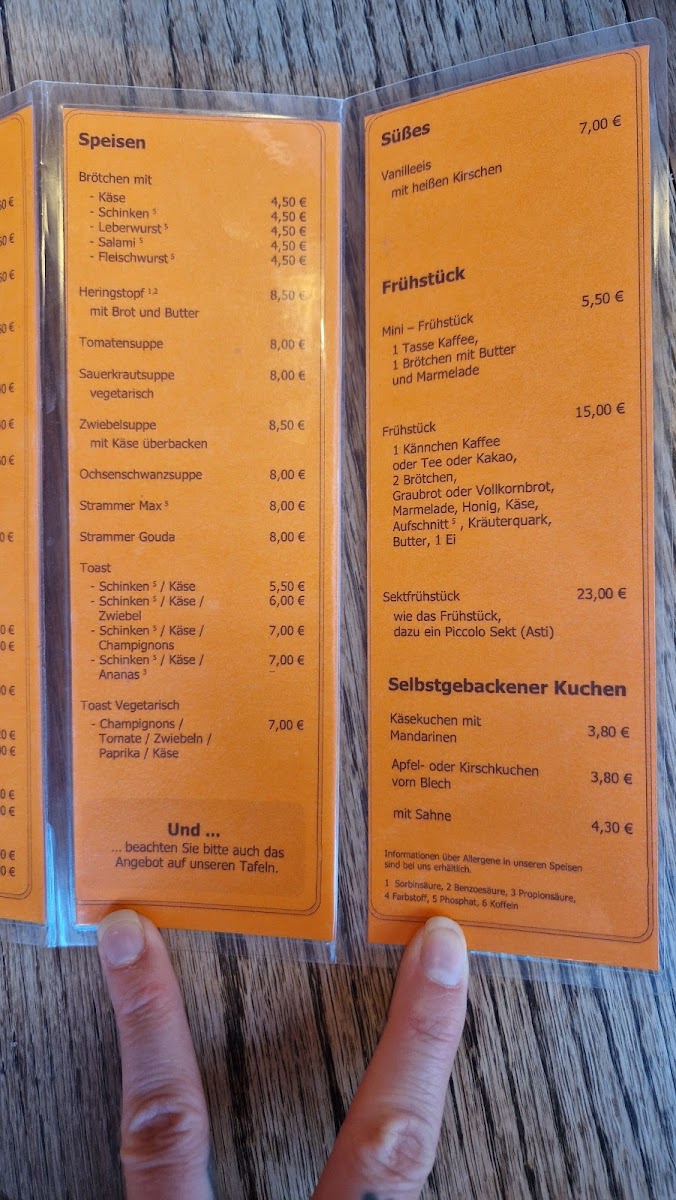 Speisen
Brötchen mit
- Käse 4,50 €
- Schinken ⁵ 4,50 €
- Leberwurst ⁵ 4,50 €
- Salami ⁵ 4,50 €
- Fleischwurst ⁵ 4,50 €
Heringstopf ¹,² 8,50 €
mit Brot und Butter
Tomatensuppe 8,00 €
Sauerkrautsuppe 8,00 €
vegetarisch
Zwiebelsuppe 8,50 €
mit Käse überbacken
Ochsenschwanzsuppe 8,00 €
Strammer Max ⁵ 8,00 €
Strammer Gouda 8,00 €
Toast
- Schinken ⁵ / Käse 5,50 €
- Schinken ⁵ / Käse / 6,00 €
Zwiebel
- Schinken ⁵ / Käse / 7,00 €
Champignons
- Schinken ⁵ / Käse / 7,00 €
Ananas ³
Toast Vegetarisch
- Champignons / 7,00 €
Tomate / Zwiebeln /
Paprika / Käse
Und ...
... beachten Sie bitte auch das
Angebot auf unseren Tafeln.
Süßes
7,00 €
Vanilleeis
mit heißen Kirschen
Frühstück
5,50 €
Mini – Frühstück
1 Tasse Kaffee,
1 Brötchen mit Butter
und Marmelade
15,00 €
Frühstück
1 Kännchen Kaffee
oder Tee oder Kakao,
2 Brötchen,
Graubrot oder Vollkornbrot,
Marmelade, Honig, Käse,
Aufschnitt ⁵ , Kräuterquark,
Butter, 1 Ei
Sektfrühstück 23,00 €
wie das Frühstück,
dazu ein Piccolo Sekt (Asti)
Selbstgebackener Kuchen
Käsekuchen mit
Mandarinen 3,80 €
Apfel- oder Kirschkuchen
vom Blech 3,80 €
mit Sahne 4,30 €
Informationen über Allergene in unseren Speisen
sind bei uns erhältlich.
1 Sorbinsäure, 2 Benzoesäure, 3 Propionsäure,
4 Farbstoff, 5 Phosphat, 6 Koffein